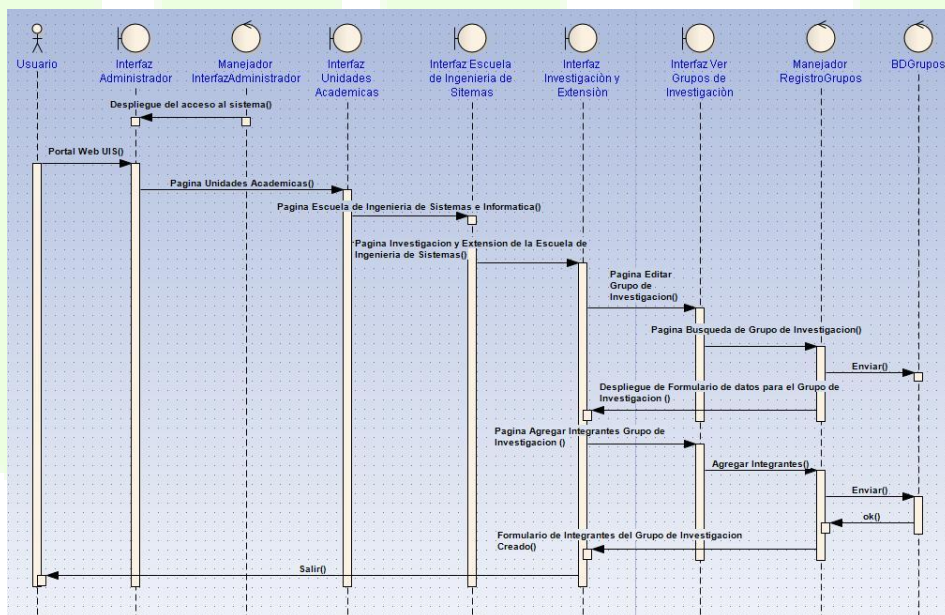 Usuario
Interfaz
Administrador
Manejador
InterfazAdministrador
Interfaz
Unidades
Academicas
Interfaz Escuela
de Ingenieria de
Sitemas
Interfaz
Investigaciòn y
Extensiòn
Interfaz Ver
Grupos de
Investigaciòn
Manejador
RegistroGrupos
BDGrupos
Despliegue del acceso al sistema()
Portal Web UIS()
Pagina Unidades Academicas()
Pagina Escuela de Ingenieria de Sistemas e Informatica()
Pagina Investigacion y Extension de la Escuela de
Ingenieria de Sistemas()
Pagina Editar
Grupo de
Investigacion()
Pagina Busqueda de Grupo de Investigacion()
Enviar()
Despliegue de Formulario de datos para el Grupo de
Investigacion ()
Pagina Agregar Integrantes Grupo de
Investigacion ()
Agregar Integrantes()
Enviar()
ok()
Formulario de Integrantes del Grupo de Investigacion
Creado()
Salir()